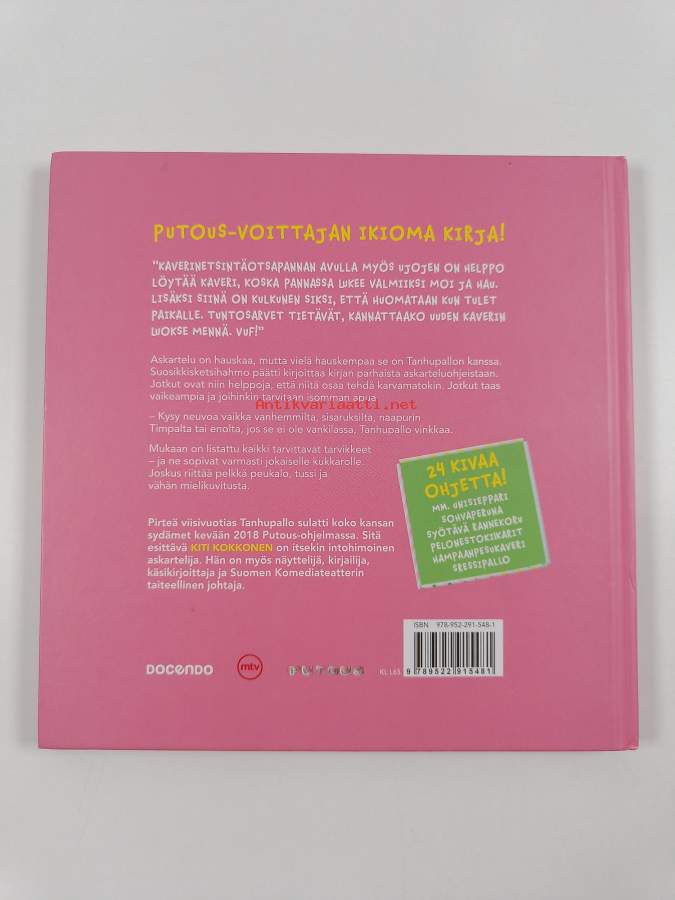 PUTOUS-VOITTAJAN IKIOMA KIRJA!
"KAVERINETSINTÄOTSAPANNAN AVULLA MYÖS UJOJEN ON HELPPO
LÖYTÄÄ KAVERI, KOSKA PANNASSA LUKEE VALMIIKSI MOI JA HAU.
LISÄKSI SIINÄ ON KULKUNEN SIKSI, ETTÄ HUOMATAAN KUN TULET
PAIKALLE. TUNTOSARVET TIETÄVÄT, KANNATTAAKO UUDEN KAVERIN
LUOKSE MENNÄ. VUF!"
Askartelu on hauskaa, mutta vielä hauskempaa se on Tanhupallon kanssa.
Suosikkisketsihahmo päätti kirjoittaa kirjan parhaista askarteluohjeistaan.
Jotkut ovat niin helppoja, että niitä osaa tehdä karvamatokin. Jotkut taas
vaikeampia ja joihinkin tarvitaan isomman apua
Antikvariaatti.net
– Kysy neuvoa vaikka vanhemmilta, sisaruksilta, naapurin
Timpalta tai enolta, jos se ei ole vankilassa, Tanhupallo vinkkaa.
Mukaan on listattu kaikki tarvittavat tarvikkeet
– ja ne sopivat varmasti jokaiselle kukkarolle.
Joskus riittää pelkkä peukalo, tussi ja
vähän mielikuvitusta.
24 KIVAA
OHJETTA!
MM. UNISIEPPARI
SOHVAPERUNA
SYÖTÄVÄ RANNEKORU
PELONESTOKIIKARIT
HAMPAANPESUKAVERI
SRESSIPALLO
Pirteä viisivuotias Tanhupallo sulatti koko kansan
sydämet kevään 2018 Putous-ohjelmassa. Sitä
esittävä KITI KOKKONEN on itsekin intohimoinen
askartelija. Hän on myös näyttelijä, kirjailija,
käsikirjoittaja ja Suomen Komediateatterin
taiteellinen johtaja.
ISBN 978-952-291-548-1
DOCENDO
mtv
PUTOUS
KL L65
9 789522 915481